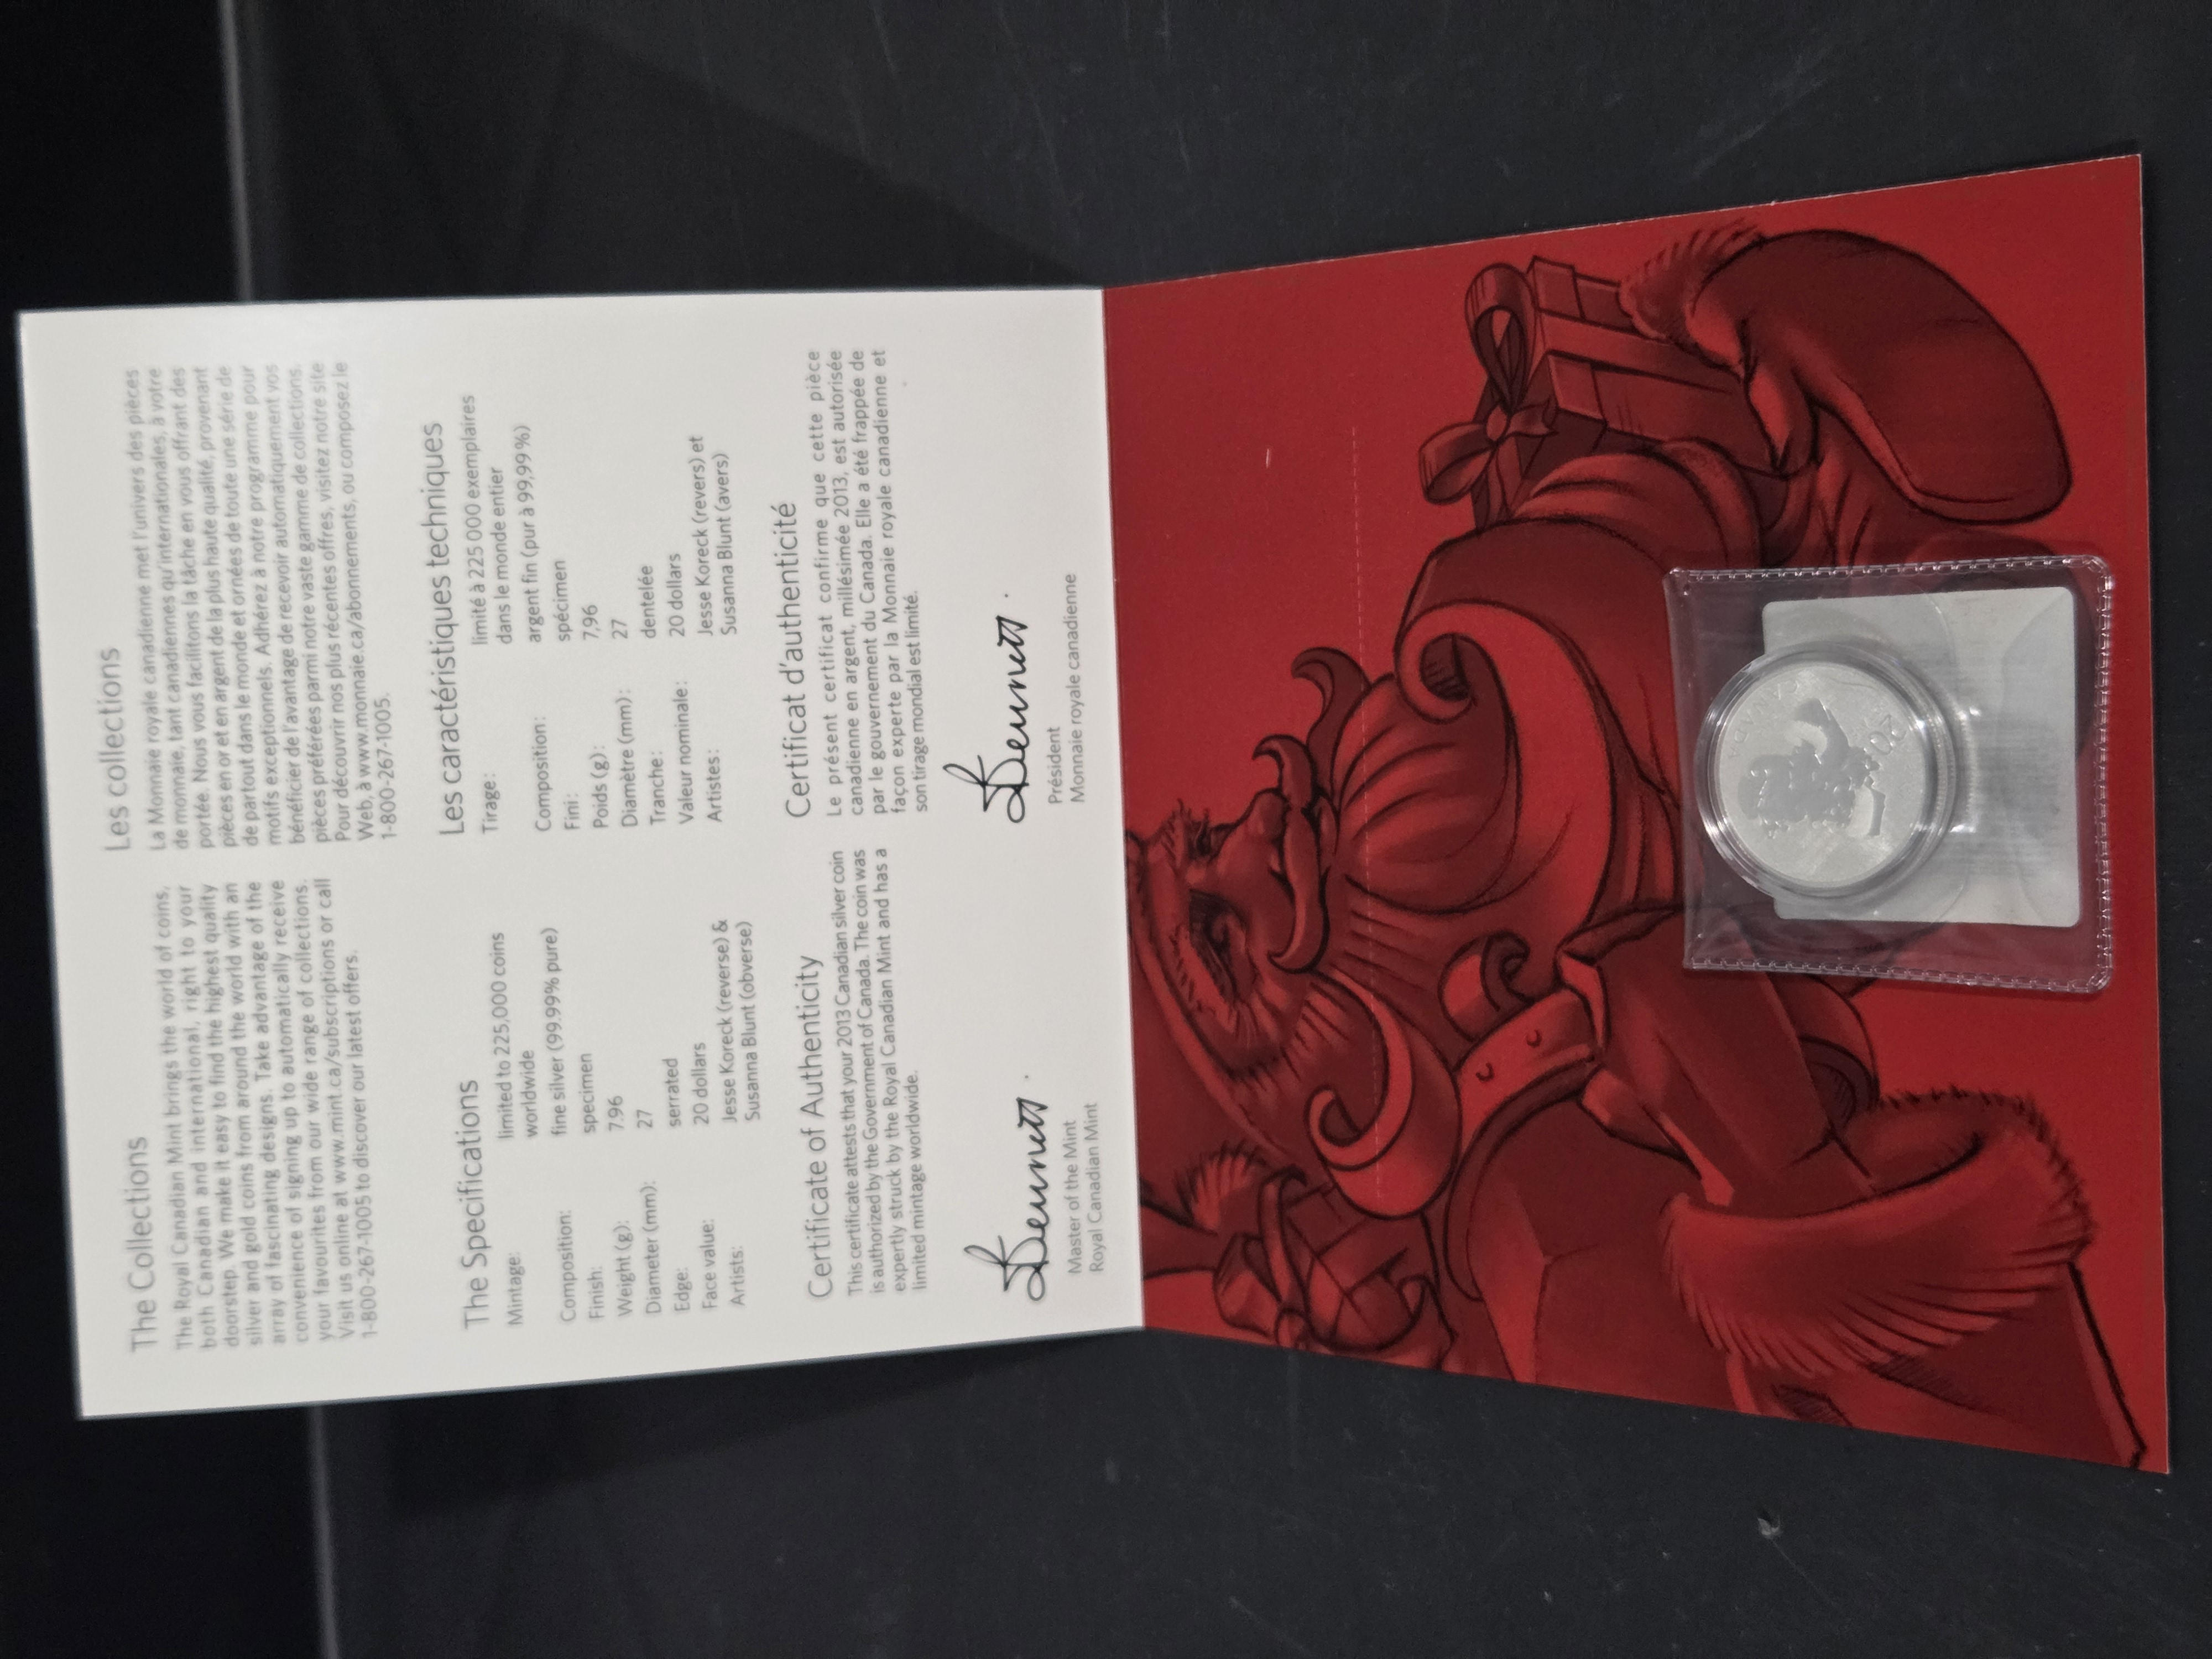 The Collections
The Royal Canadian Mint brings the world of coins,
both Canadian and international, right to your
doorstep. We make it easy to find the highest quality
silver and gold coins from around the world with an
array of fascinating designs. Take advantage of the
convenience of signing up to automatically receive
your favourites from our wide range of collections.
Visit us online at www.mint.ca/subscriptions or call
1-800-267-1005 to discover our latest offers.
The Specifications
Mintage: limited to 225,000 coins
worldwide
Composition: fine silver (99.99% pure)
Finish: specimen
Weight (g): 7.96
Diameter (mm): 27
Edge: serrated
Face value: 20 dollars
Artists: Jesse Koreck (reverse) &
Susanna Blunt (obverse)
Certificate of Authenticity
This certificate attests that your 2013 Canadian silver coin
is authorized by the Government of Canada. The coin was
expertly struck by the Royal Canadian Mint and has a
limited mintage worldwide.
Master of the Mint
Royal Canadian Mint
Les collections
La Monnaie royale canadienne met l'univers des pièces
de monnaie, tant canadiennes qu'internationales, à votre
portée. Nous vous facilitons la tâche en vous offrant des
pièces en or et en argent de la plus haute qualité, provenant
de partout dans le monde et ornées de toute une série de
motifs exceptionnels. Adhérez à notre programme pour
bénéficier de l'avantage de recevoir automatiquement vos
pièces préférées parmi notre vaste gamme de collections.
Pour découvrir nos plus récentes offres, visitez notre site
Web, à www.monnaie.ca/abonnements, ou composez le
1-800-267-1005.
Les caractéristiques techniques
Tirage: limité à 225 000 exemplaires
dans le monde entier
Composition: argent fin (pur à 99,99 %)
Fini: spécimen
Poids (g): 7,96
Diamètre (mm): 27
Tranche: dentelée
Valeur nominale: 20 dollars
Artistes: Jesse Koreck (revers) et
Susanna Blunt (avers)
Certificat d'authenticité
Le présent certificat confirme que cette pièce
canadienne en argent, millésimée 2013, est autorisée
par le gouvernement du Canada. Elle a été frappée de
façon experte par la Monnaie royale canadienne et
son tirage mondial est limité.
Président
Monnaie royale canadienne
CANADA